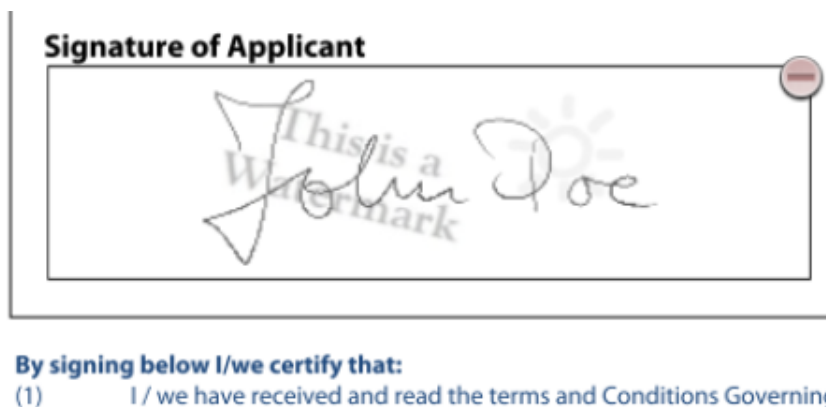 Signature of Applicant
This is a
Watermark
John Doe
By signing below I/we certify that:
(1) I / we have received and read the terms and Conditions Governing